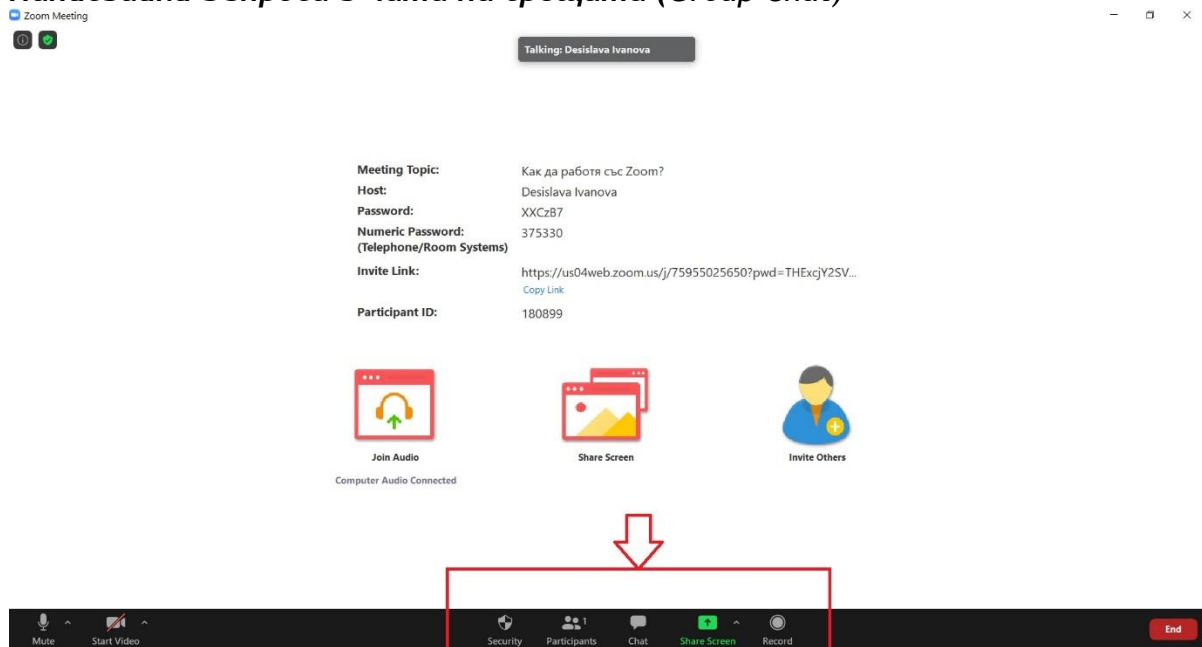 Zoom Meeting
Talking: Desislava Ivanova
Meeting Topic: Как да работя със Zoom?
Host: Desislava Ivanova
Password: XXCzB7
Numeric Password: 375330
(Telephone/Room Systems)
Invite Link: https://us04web.zoom.us/j/75955025650?pwd=THExcjY2SV...
Copy Link
Participant ID: 180899
Join Audio Share Screen Invite Others
Computer Audio Connected
Mute Start Video Security Participants 1 Chat Share Screen Record End